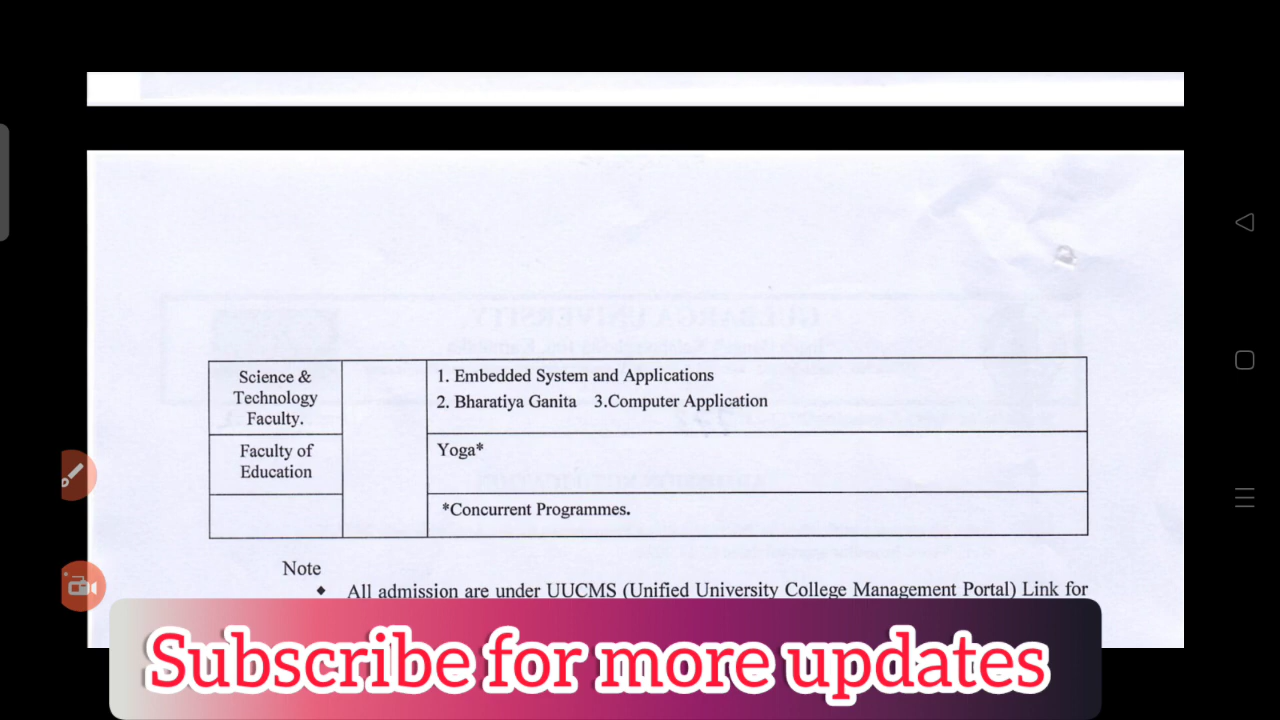 Science &
Technology
Faculty.
1. Embedded System and Applications
2. Bharatiya Ganita 3.Computer Application
Faculty of
Education
Yoga*
*Concurrent Programmes.
Note
◆ All admission are under UUCMS (Unified University College Management Portal) Link for
Subscribe for more updates